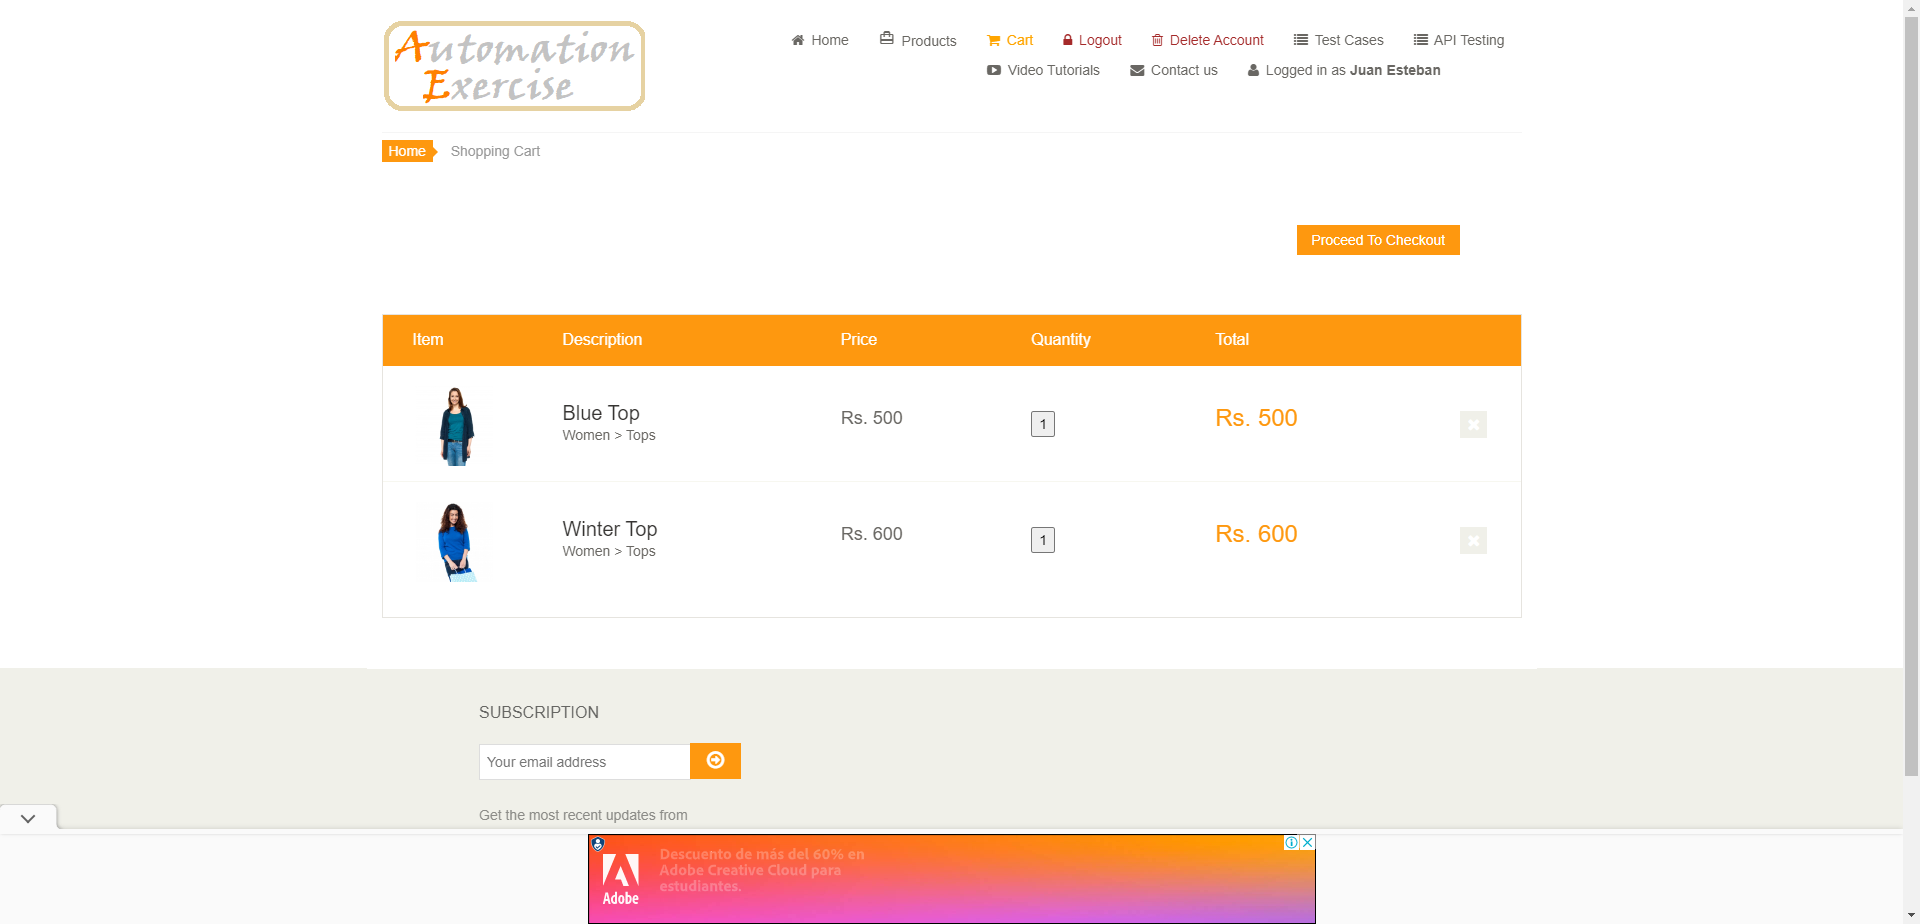 Automation
Exercise
Home
Products
Cart
Logout
Delete Account
Test Cases
API Testing
Video Tutorials
Contact us
Logged in as Juan Esteban
Home
Shopping Cart
Proceed To Checkout
Item Description Price Quantity Total
Blue Top
Women > Tops
Rs. 500
1
Rs. 500
Winter Top
Women > Tops
Rs. 600
1
Rs. 600
SUBSCRIPTION
Your email address
Get the most recent updates from
Adobe
Descuento de más del 60% en
Adobe Creative Cloud para
estudiantes.